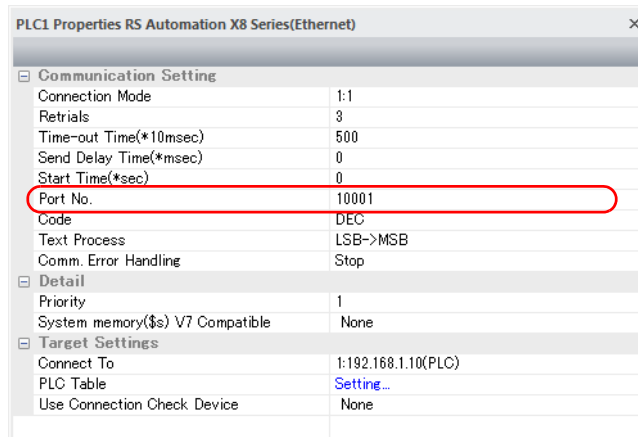 PLC1 Properties RS Automation X8 Series(Ethernet)
Communication Setting
Connection Mode 1:1
Retrials 3
Time-out Time(*10msec) 500
Send Delay Time(*msec) 0
Start Time(*sec) 0
Port No. 10001
Code DEC
Text Process LSB->MSB
Comm. Error Handling Stop
Detail
Priority 1
System memory($s) V7 Compatible None
Target Settings
Connect To 1:192.168.1.10(PLC)
PLC Table Setting...
Use Connection Check Device None